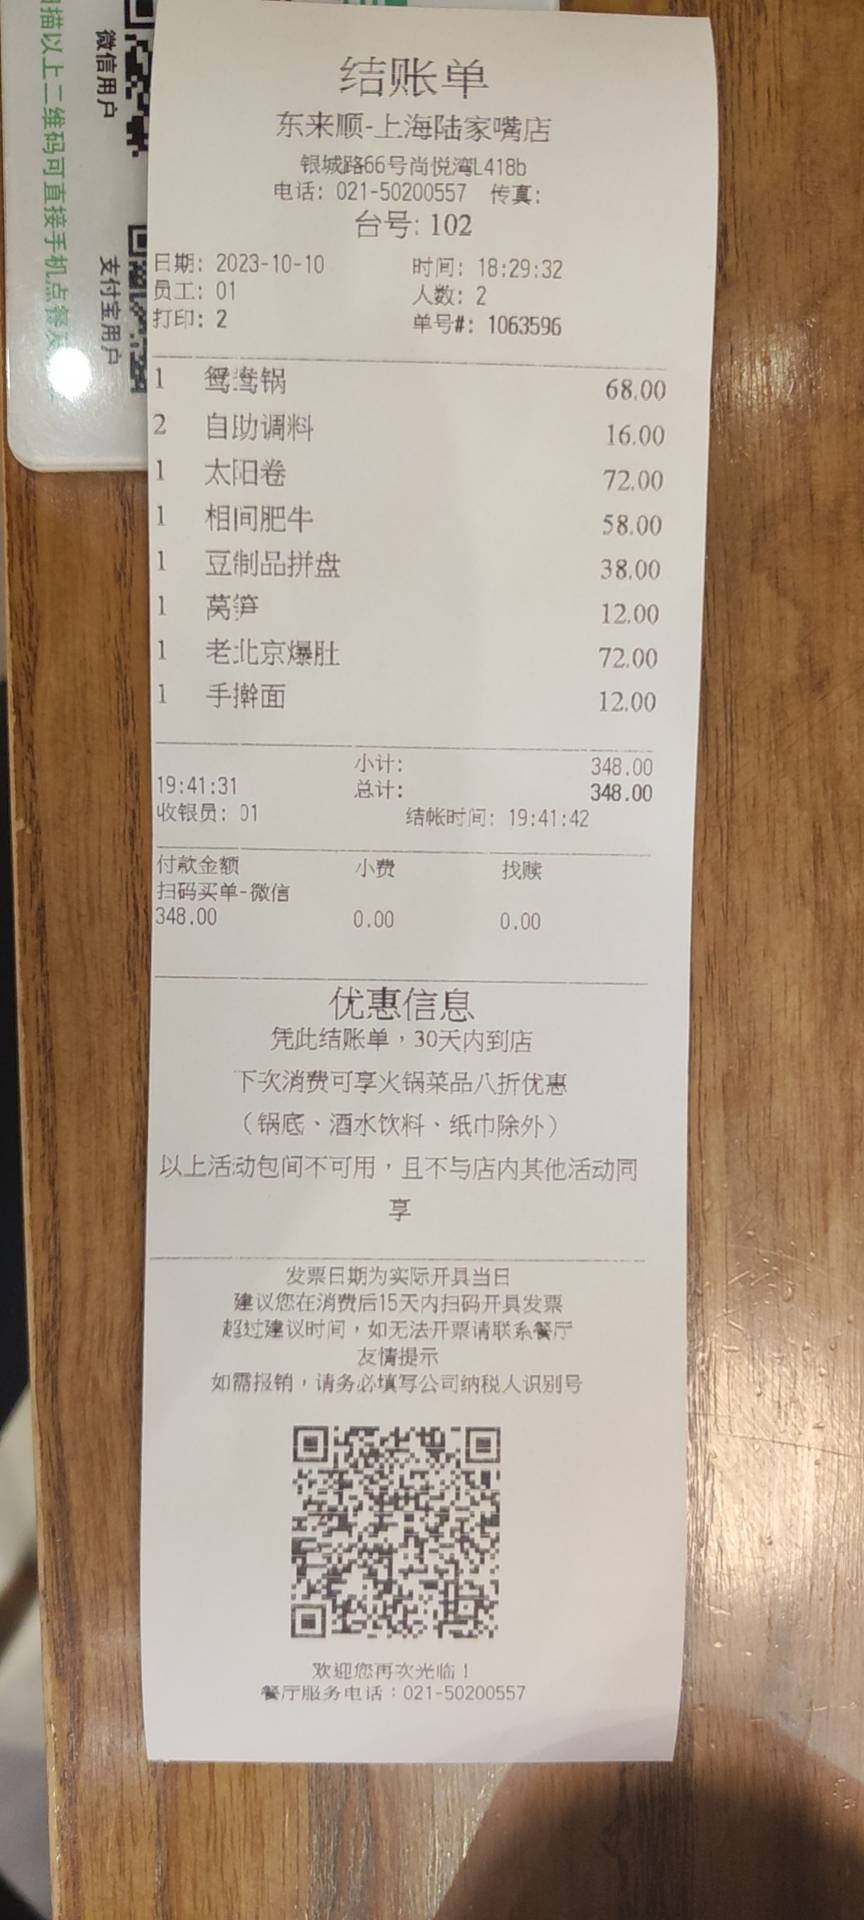 扫描以上二维码可直接手机点餐及
微信用户
支付宝用户
结账单
东来顺-上海陆家嘴店
银城路66号尚悦湾L418b
电话: 021-50200557 传真:
台号: 102
日期: 2023-10-10 时间: 18:29:32
员工: 01 人数: 2
打印: 2 单号#: 1063596
1 鸳鸯锅 68.00
2 自助调料 16.00
1 太阳卷 72.00
1 相间肥牛 58.00
1 豆制品拼盘 38.00
1 莴笋 12.00
1 老北京爆肚 72.00
1 手擀面 12.00
小计: 348.00
19:41:31 总计: 348.00
收银员: 01 结帐时间: 19:41:42
付款金额 小费 找赎
扫码买单-微信
348.00 0.00 0.00
优惠信息
凭此结账单，30天内到店
下次消费可享火锅菜品八折优惠
（锅底、酒水饮料、纸巾除外）
以上活动包间不可用，且不与店内其他活动同
享
发票日期为实际开具当日
建议您在消费后15天内扫码开具发票
超过建议时间，如无法开票请联系餐厅
友情提示
如需报销，请务必填写公司纳税人识别号
欢迎您再次光临！
餐厅服务电话：021-50200557